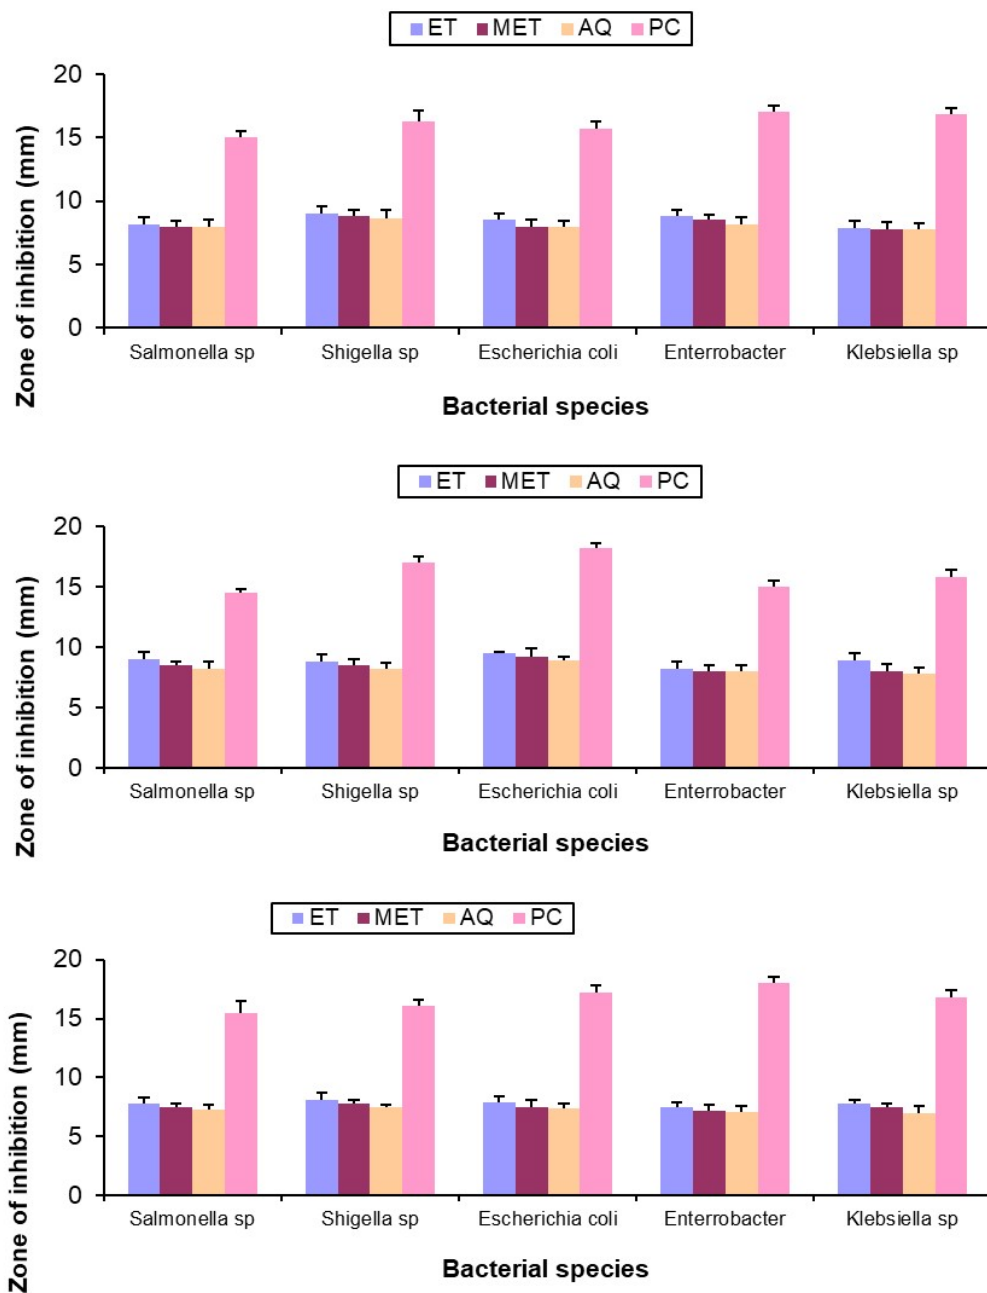 ET MET AQ PC
Zone of inhibition (mm)
20
15
10
5
0
Salmonella sp Shigella sp Escherichia coli Enterrobacter Klebsiella sp
Bacterial species
ET MET AQ PC
Zone of inhibition (mm)
20
15
10
5
0
Salmonella sp Shigella sp Escherichia coli Enterrobacter Klebsiella sp
Bacterial species
ET MET AQ PC
Zone of inhibition (mm)
20
15
10
5
0
Salmonella sp Shigella sp Escherichia coli Enterrobacter Klebsiella sp
Bacterial species